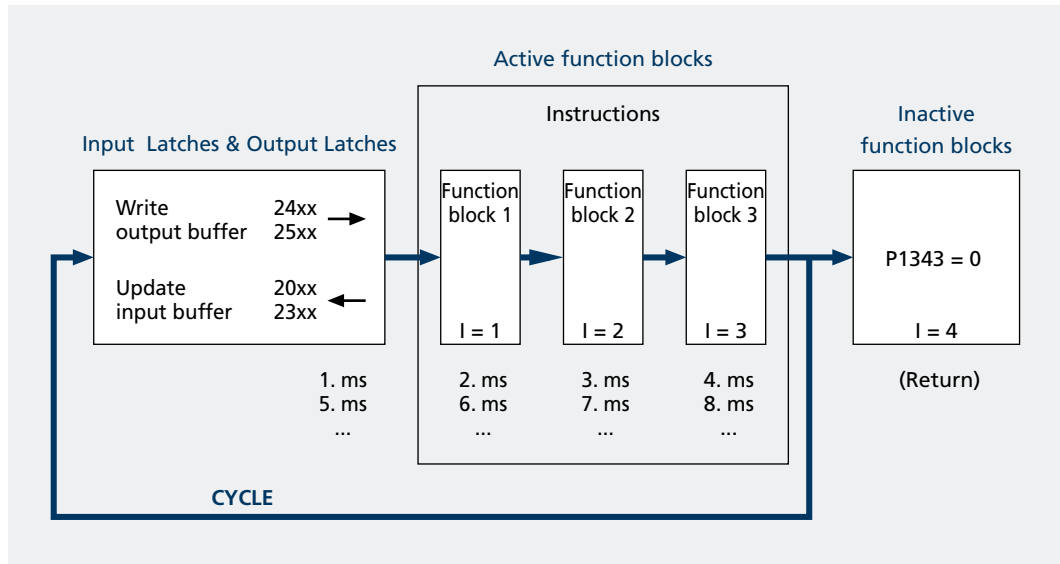 Active function blocks
Instructions
Inactive
function blocks
Input Latches & Output Latches
Write 24xx
output buffer 25xx
Update 20xx
input buffer 23xx
Function
block 1
I = 1
Function
block 2
I = 2
Function
block 3
I = 3
P1343 = 0
I = 4
(Return)
1. ms 2. ms 3. ms 4. ms
5. ms 6. ms 7. ms 8. ms
... ... ... ...
CYCLE